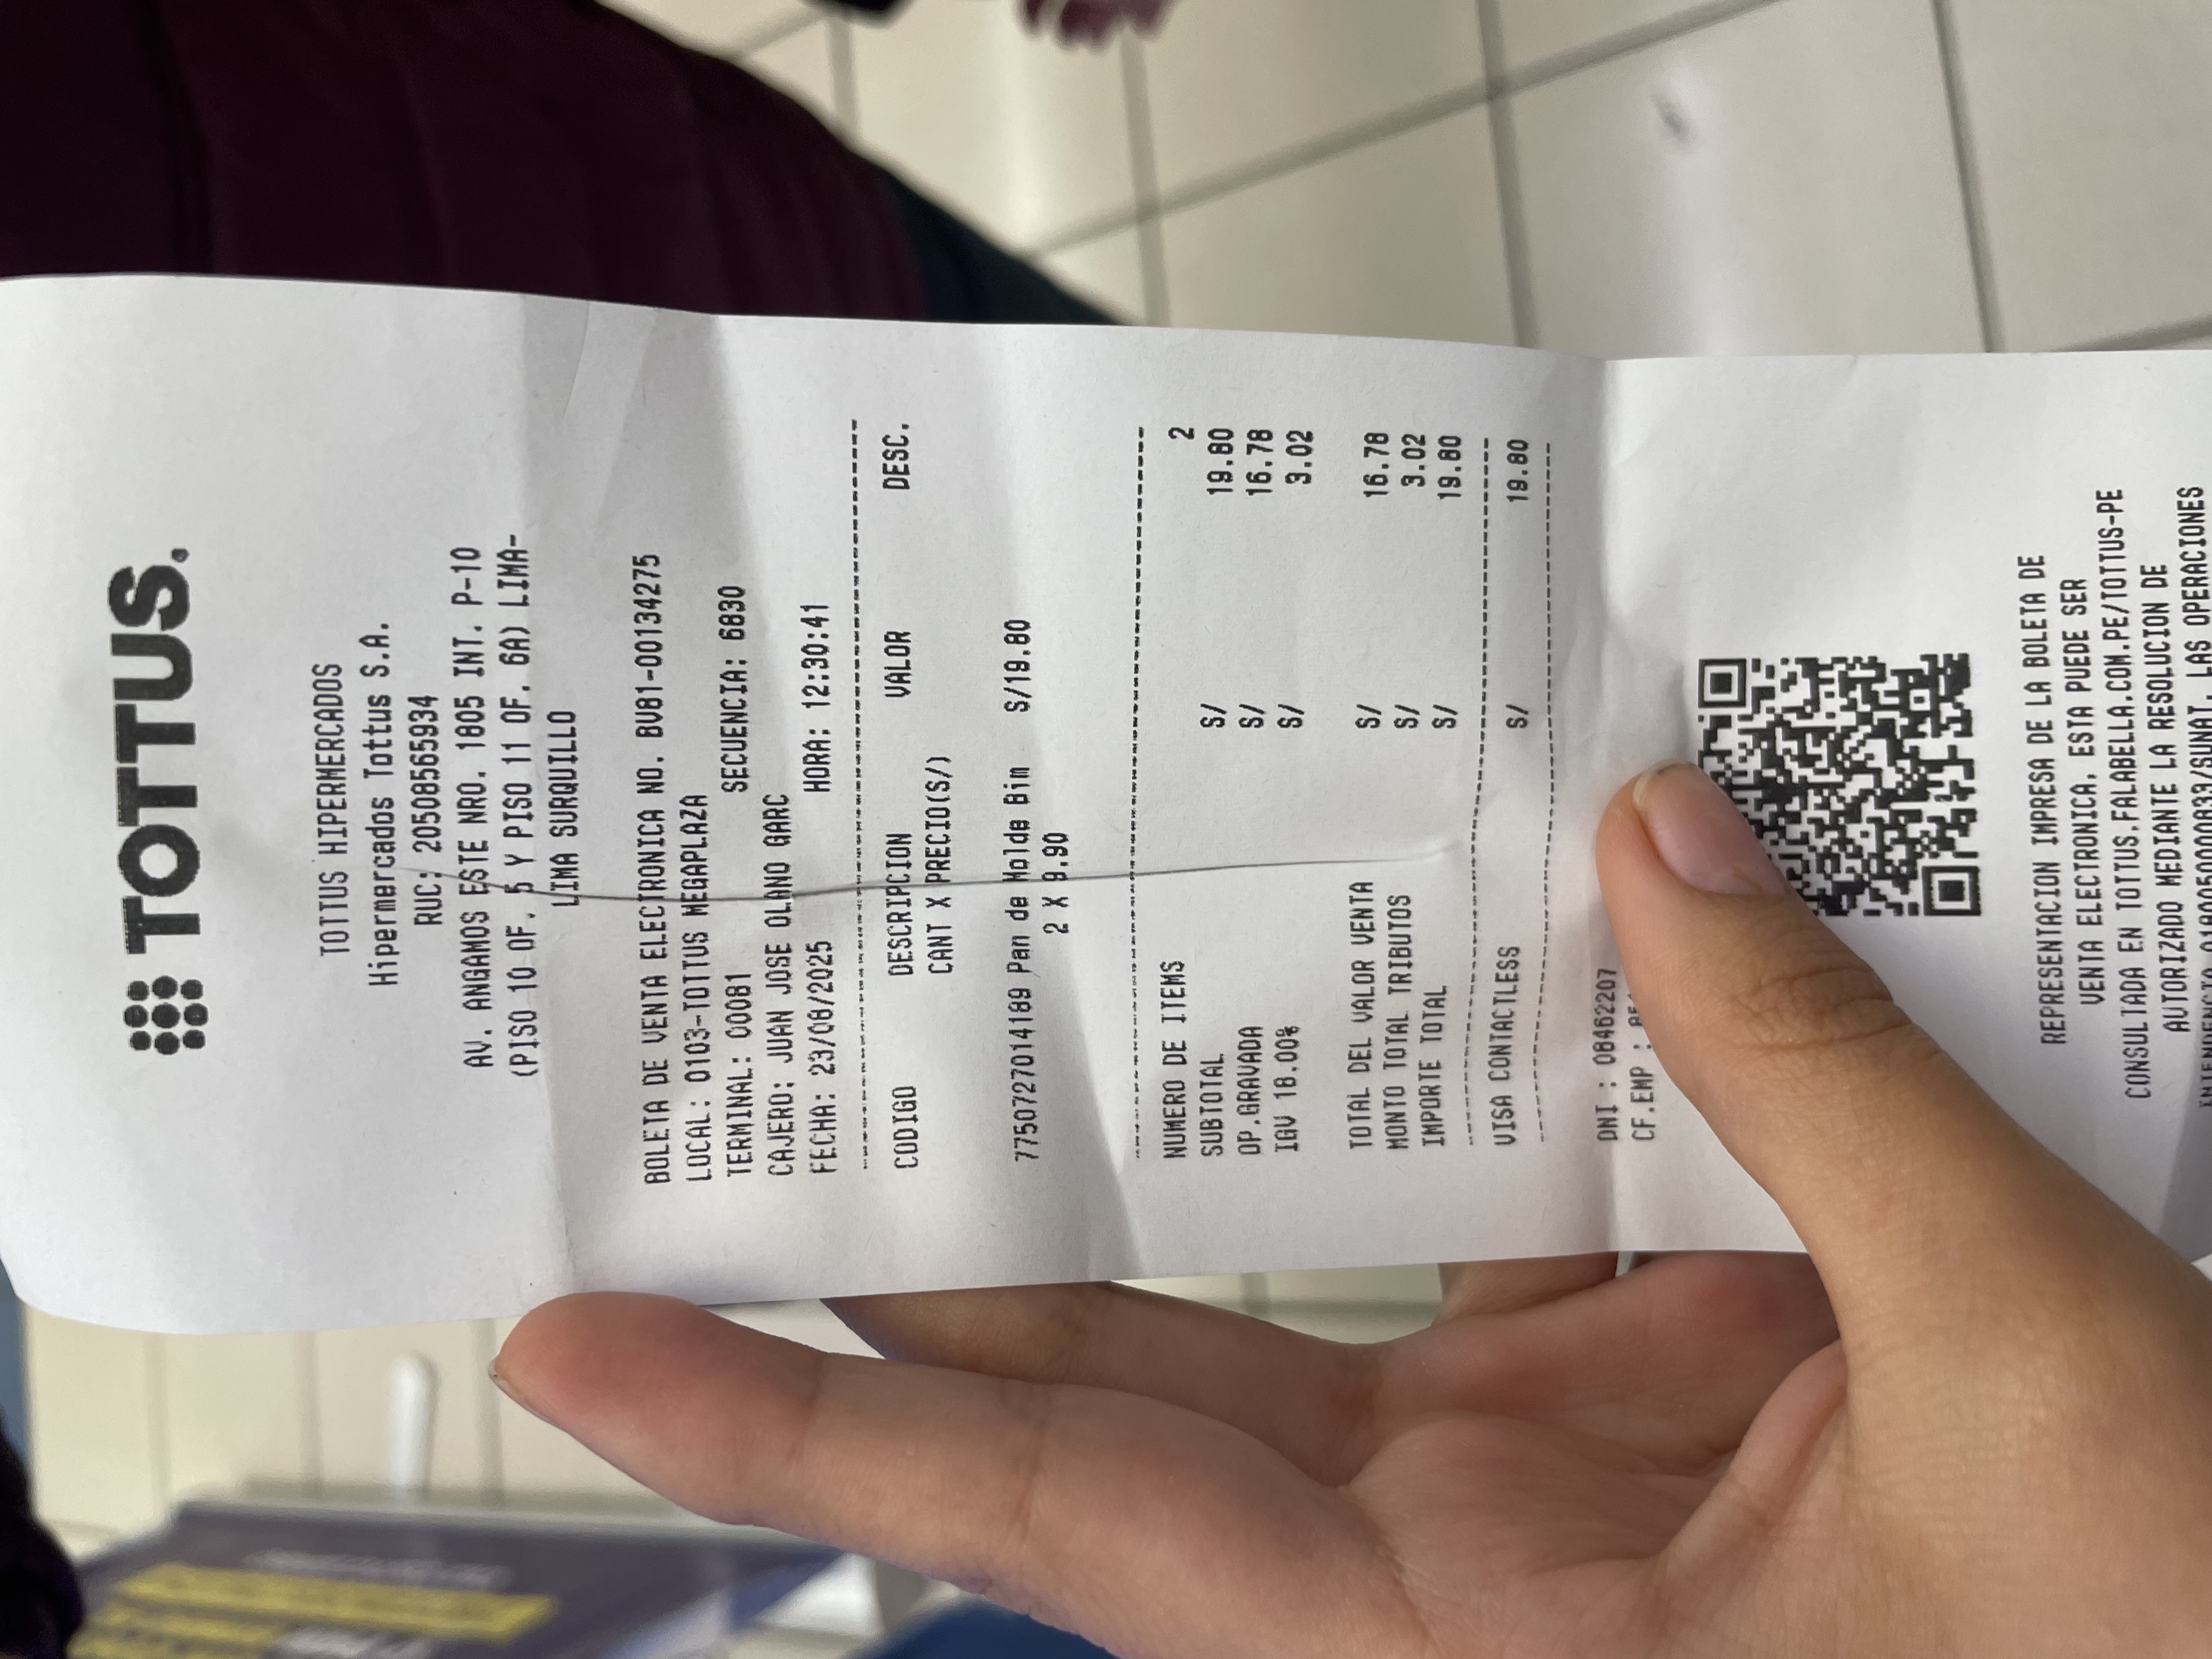 TOTTUS.
TOTTUS HIPERMERCADOS
Hipermercados Tottus S.A.
RUC: 20508565934
AV. ANGAMOS ESTE NRO. 1805 INT. P-10
(PISO 10 OF. 5 Y PISO 11 OF. 6A) LIMA-
LIMA SURQUILLO
BOLETA DE VENTA ELECTRONICA NO. BV81-00134275
LOCAL: 0103-TOTTUS MEGAPLAZA
TERMINAL: 00081 SECUENCIA: 6830
CAJERO: JUAN JOSE OLANO GARC
FECHA: 23/08/2025 HORA: 12:30:41
CODIGO DESCRIPCION VALOR DESC.
CANT X PRECIO(S/)
7750727014189 Pan de Molde Bim S/19.80
2 X 9.90
NUMERO DE ITEMS 2
SUBTOTAL S/ 19.80
OP.GRAVADA S/ 16.78
IGV 18.00% S/ 3.02
TOTAL DEL VALOR VENTA S/ 16.78
MONTO TOTAL TRIBUTOS S/ 3.02
IMPORTE TOTAL S/ 19.80
VISA CONTACTLESS S/ 19.80
DNI : 08462207
CF.EMP :
REPRESENTACION IMPRESA DE LA BOLETA DE
VENTA ELECTRONICA, ESTA PUEDE SER
CONSULTADA EN TOTTUS.FALABELLA.COM.PE/TOTTUS-PE
AUTORIZADO MEDIANTE LA RESOLUCION DE
INTENDENCIA 0180050000833/SUNAT. LAS OPERACIONES